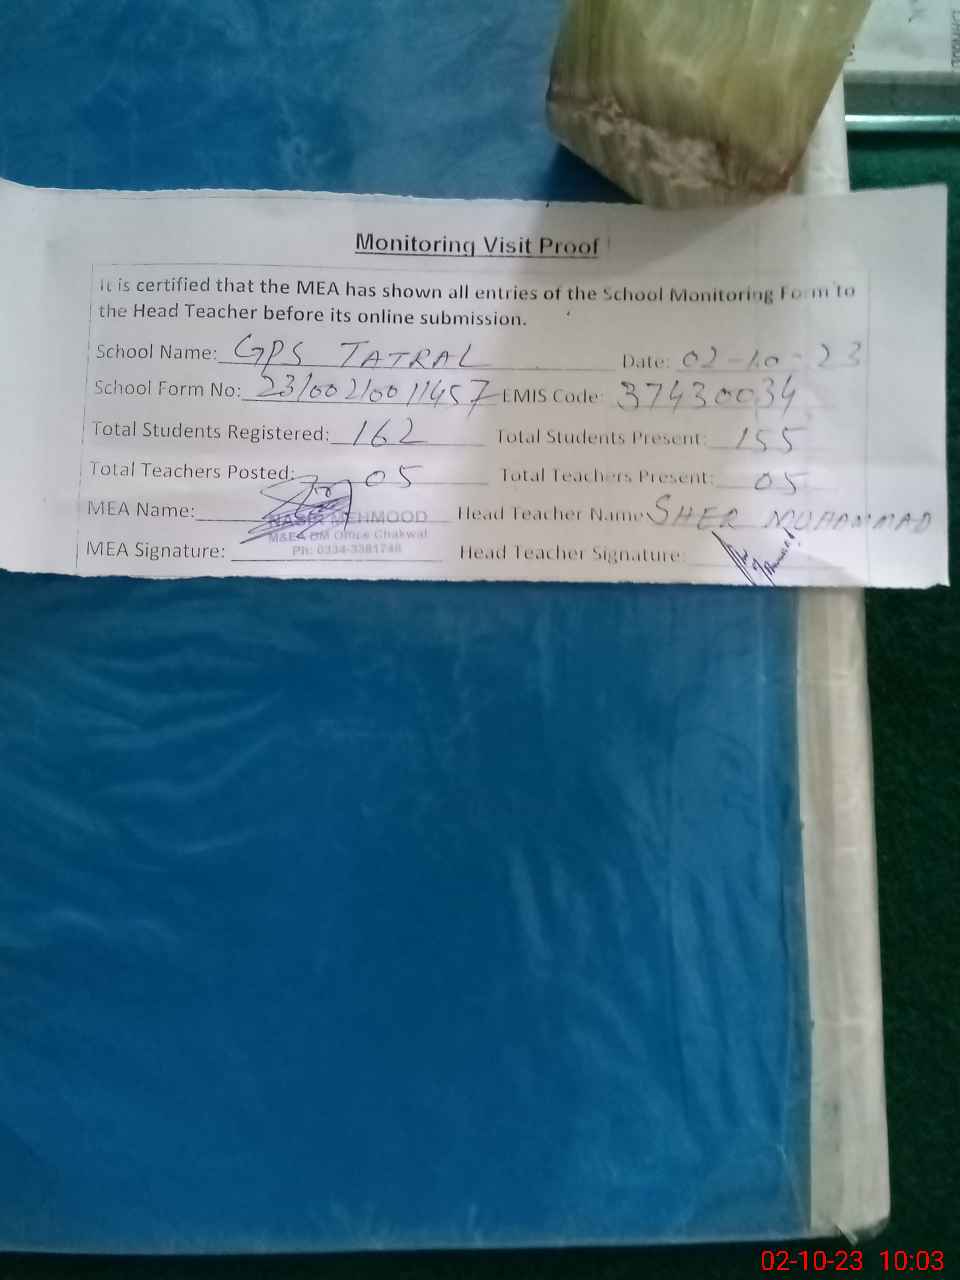 Monitoring Visit Proof
It is certified that the MEA has shown all entries of the School Monitoring Form to
the Head Teacher before its online submission.
School Name: GPS TATRAL Date: 02-10-23
School Form No: 23/002/0011457 EMIS Code: 37430034
Total Students Registered: 162 Total Students Present: 155
Total Teachers Posted: 05 Total Teachers Present: 05
MEA Name: NASIR MEHMOOD Head Teacher Name SHER MUHAMMAD
M&EA DM Office Chakwal
Ph: 0334-3381748
MEA Signature: Head Teacher Signature:
02-10-23 10:03